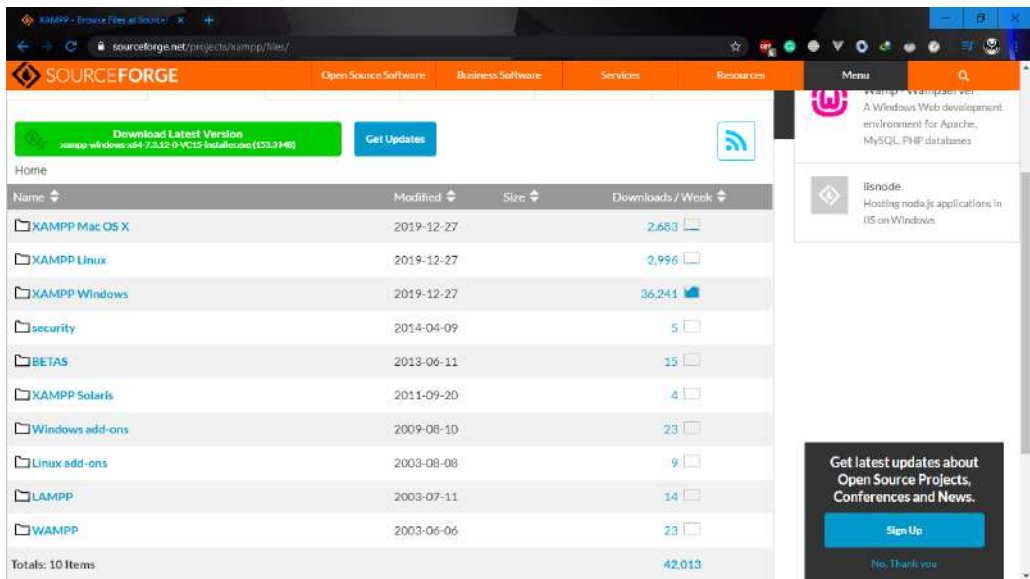 XAMPP - Browse Files at Source
sourceforge.net/projects/xampp/files/
SOURCEFORGE
Open Source Software
Business Software
Services
Resources
Menu
Download Latest Version
xampp-windows-x64-7.3.12-0-VC15-installer.exe (153.3 MB)
Get Updates
Wamp - WampServer
A Windows Web development
environment for Apache,
MySQL, PHP databases
iisnode
Hosting node.js applications in
IIS on Windows
Home
Name Modified Size Downloads / Week
XAMPP Mac OS X 2019-12-27 2,683
XAMPP Linux 2019-12-27 2,996
XAMPP Windows 2019-12-27 36,241
security 2014-04-09 5
BETAS 2013-06-11 15
XAMPP Solaris 2011-09-20 4
Windows add-ons 2009-08-10 23
Linux add-ons 2003-08-08 9
LAMPP 2003-07-11 14
WAMPP 2003-06-06 23
Totals: 10 Items 42,013
Get latest updates about
Open Source Projects,
Conferences and News.
Sign Up
No, Thank you